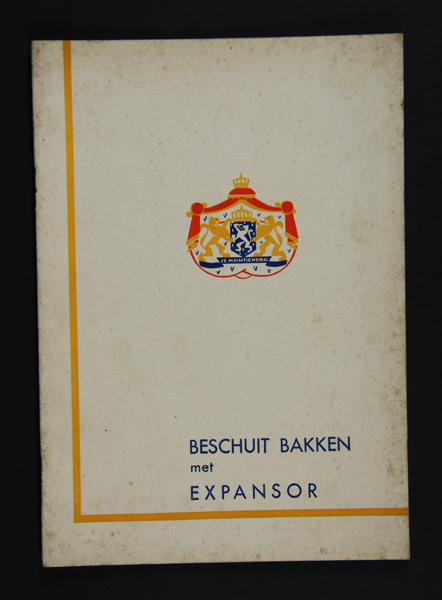 JE MAINTIENDRAI
BESCHUIT BAKKEN
met
EXPANSOR